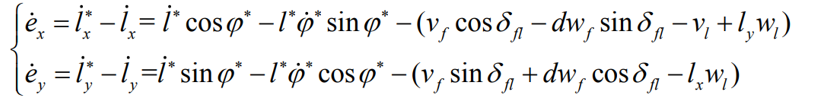 ė_x = l̇_x^* − l̇_x = l̇^* cos φ^* − l^* φ̇^* sin φ^* − (v_f cos δ_fl − dw_f sin δ_fl − v_l + l_y w_l)
ė_y = l̇_y^* − l̇_y = l̇^* sin φ^* − l^* φ̇^* cos φ^* − (v_f sin δ_fl + dw_f cos δ_fl − l_x w_l)